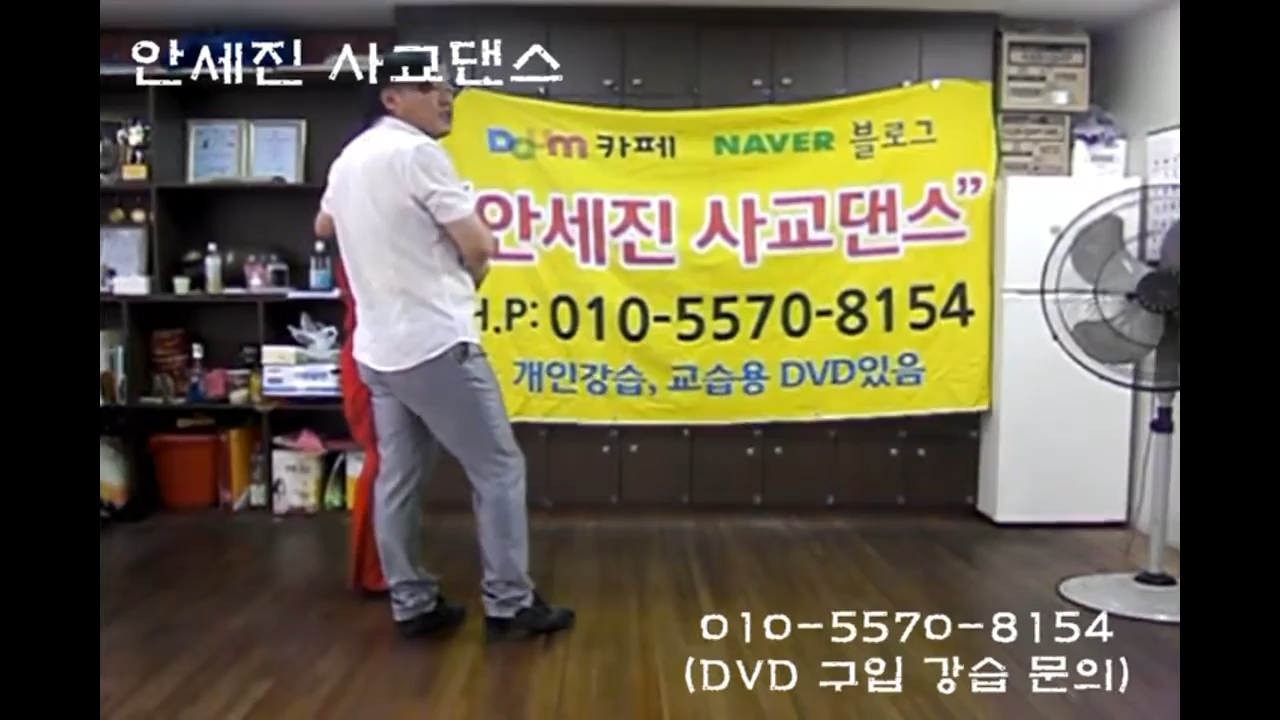 안세진 사교댄스
Daum 카페 NAVER 블로그
"안세진 사교댄스"
H.P: 010-5570-8154
개인강습, 교습용 DVD있음
010-5570-8154
(DVD 구입 강습 문의)